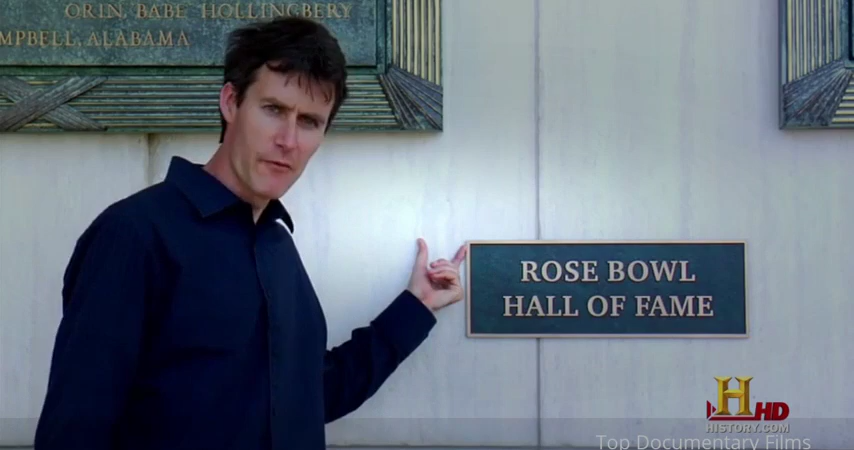 ORIN. BABE HOLLINGBERY
MPBELL, ALABAMA
ROSE BOWL
HALL OF FAME
H HD
HISTORY.COM
Top Documentary Films